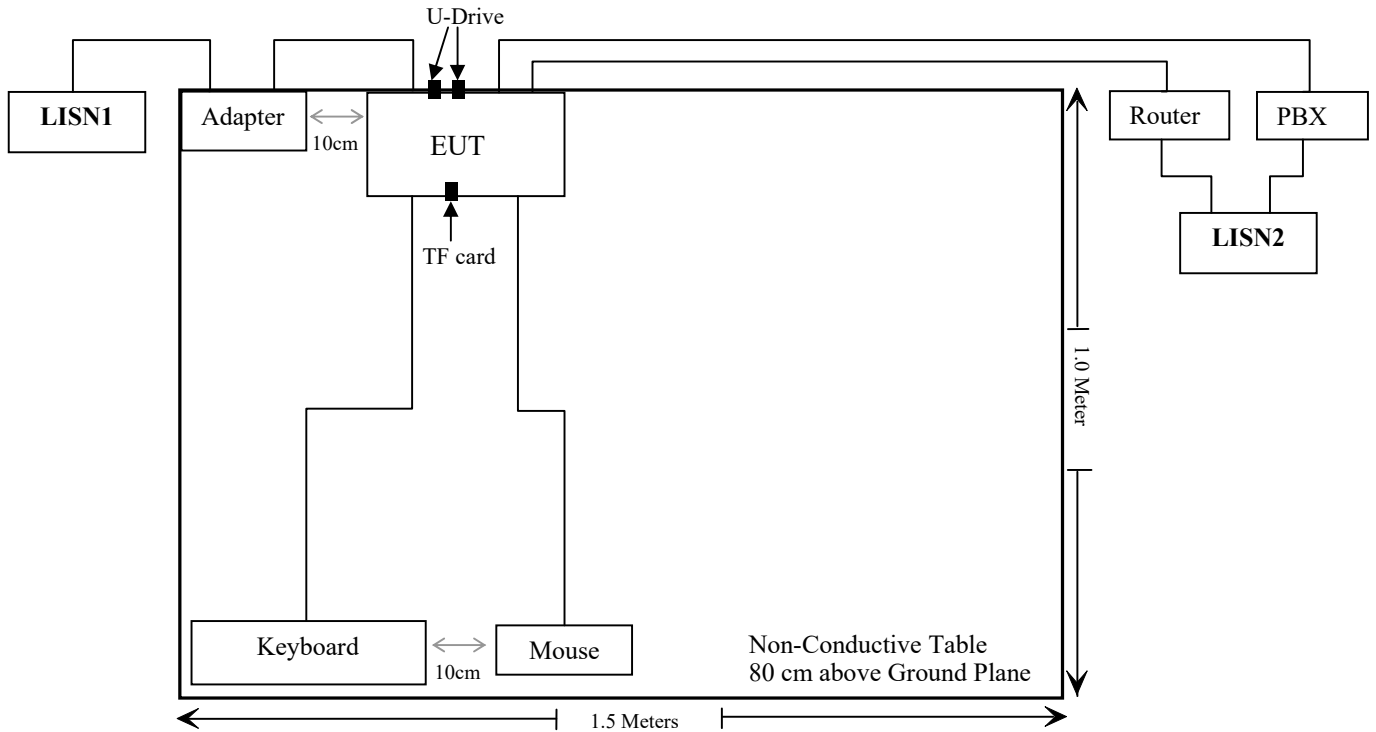 U-Drive
LISN1
Adapter
10cm
EUT
Router
PBX
LISN2
TF card
1.0 Meter
Keyboard
10cm
Mouse
Non-Conductive Table
80 cm above Ground Plane
1.5 Meters